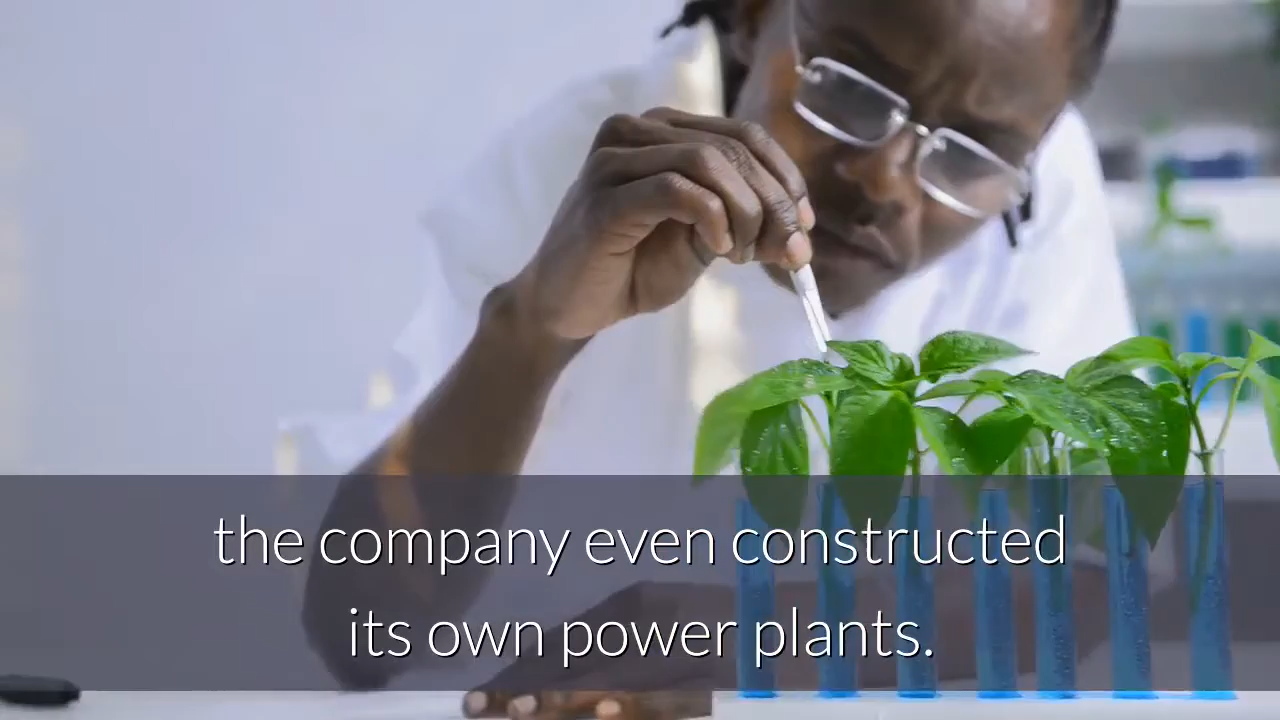 the company even constructed
its own power plants.